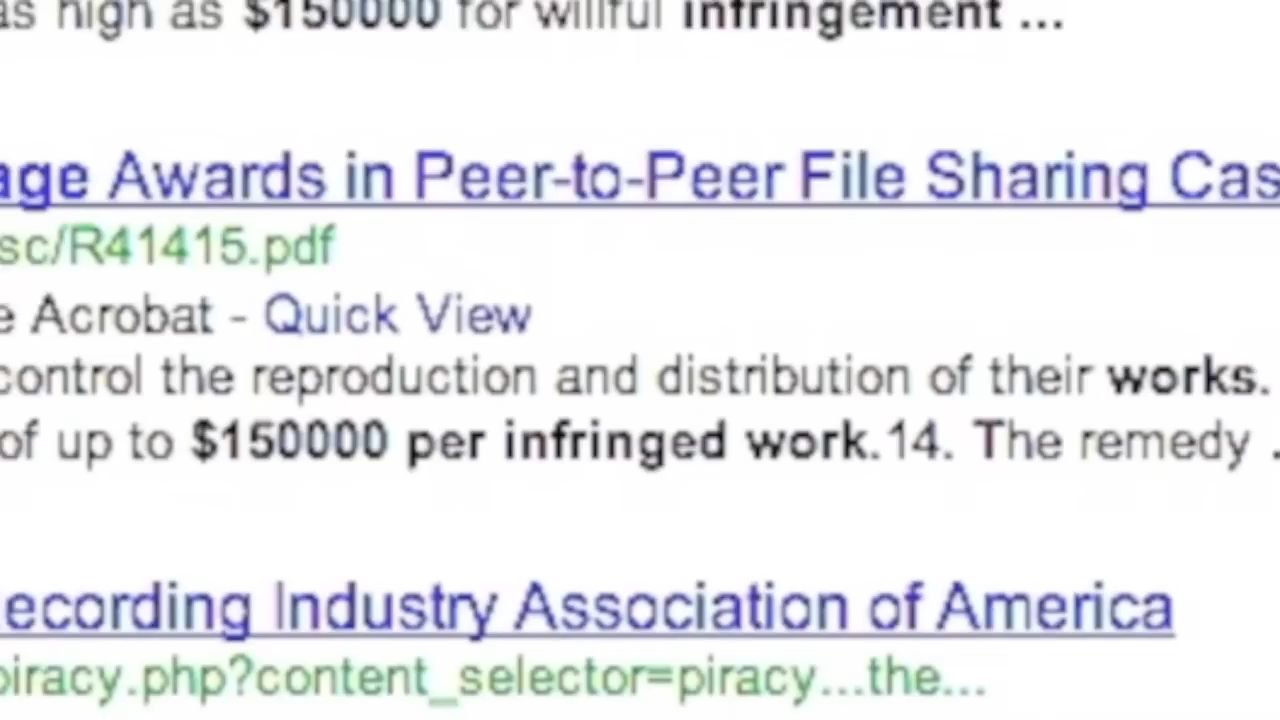 as high as $150000 for willful infringement ...
age Awards in Peer-to-Peer File Sharing Cas
sc/R41415.pdf
e Acrobat - Quick View
control the reproduction and distribution of their works.
of up to $150000 per infringed work.14. The remedy .
ecording Industry Association of America
piracy.php?content_selector=piracy...the...